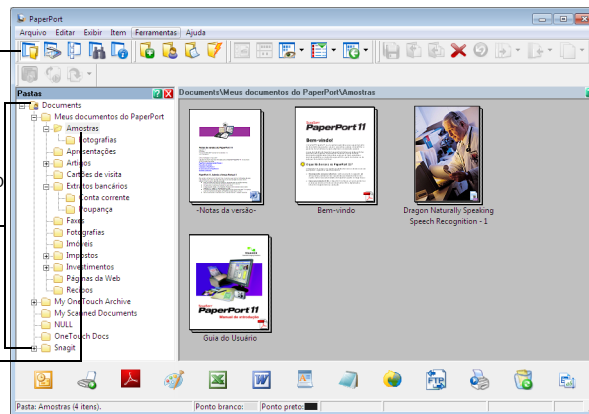 PaperPort
Arquivo Editar Exibir Item Ferramentas Ajuda
Pastas
Documents\Meus documentos do PaperPort\Amostras
Documents
Meus documentos do PaperPort
Amostras
Fotografias
Apresentações
Artigos
Cartões de visita
Extratos bancários
Conta corrente
Poupança
Faxes
Fotografias
Imóveis
Impostos
Investimentos
Páginas da Web
Recibos
My OneTouch Archive
My Scanned Documents
NULL
OneTouch Docs
Snagit
-Notas da versão-
PaperPort 11
Bem-vindo!
Bem-vindo
Dragon Naturally Speaking
Speech Recognition - 1
PaperPort 11
Manual de introdução
Guia do Usuário
FTP
Pasta: Amostras (4 itens).
Ponto branco:
Ponto preto: